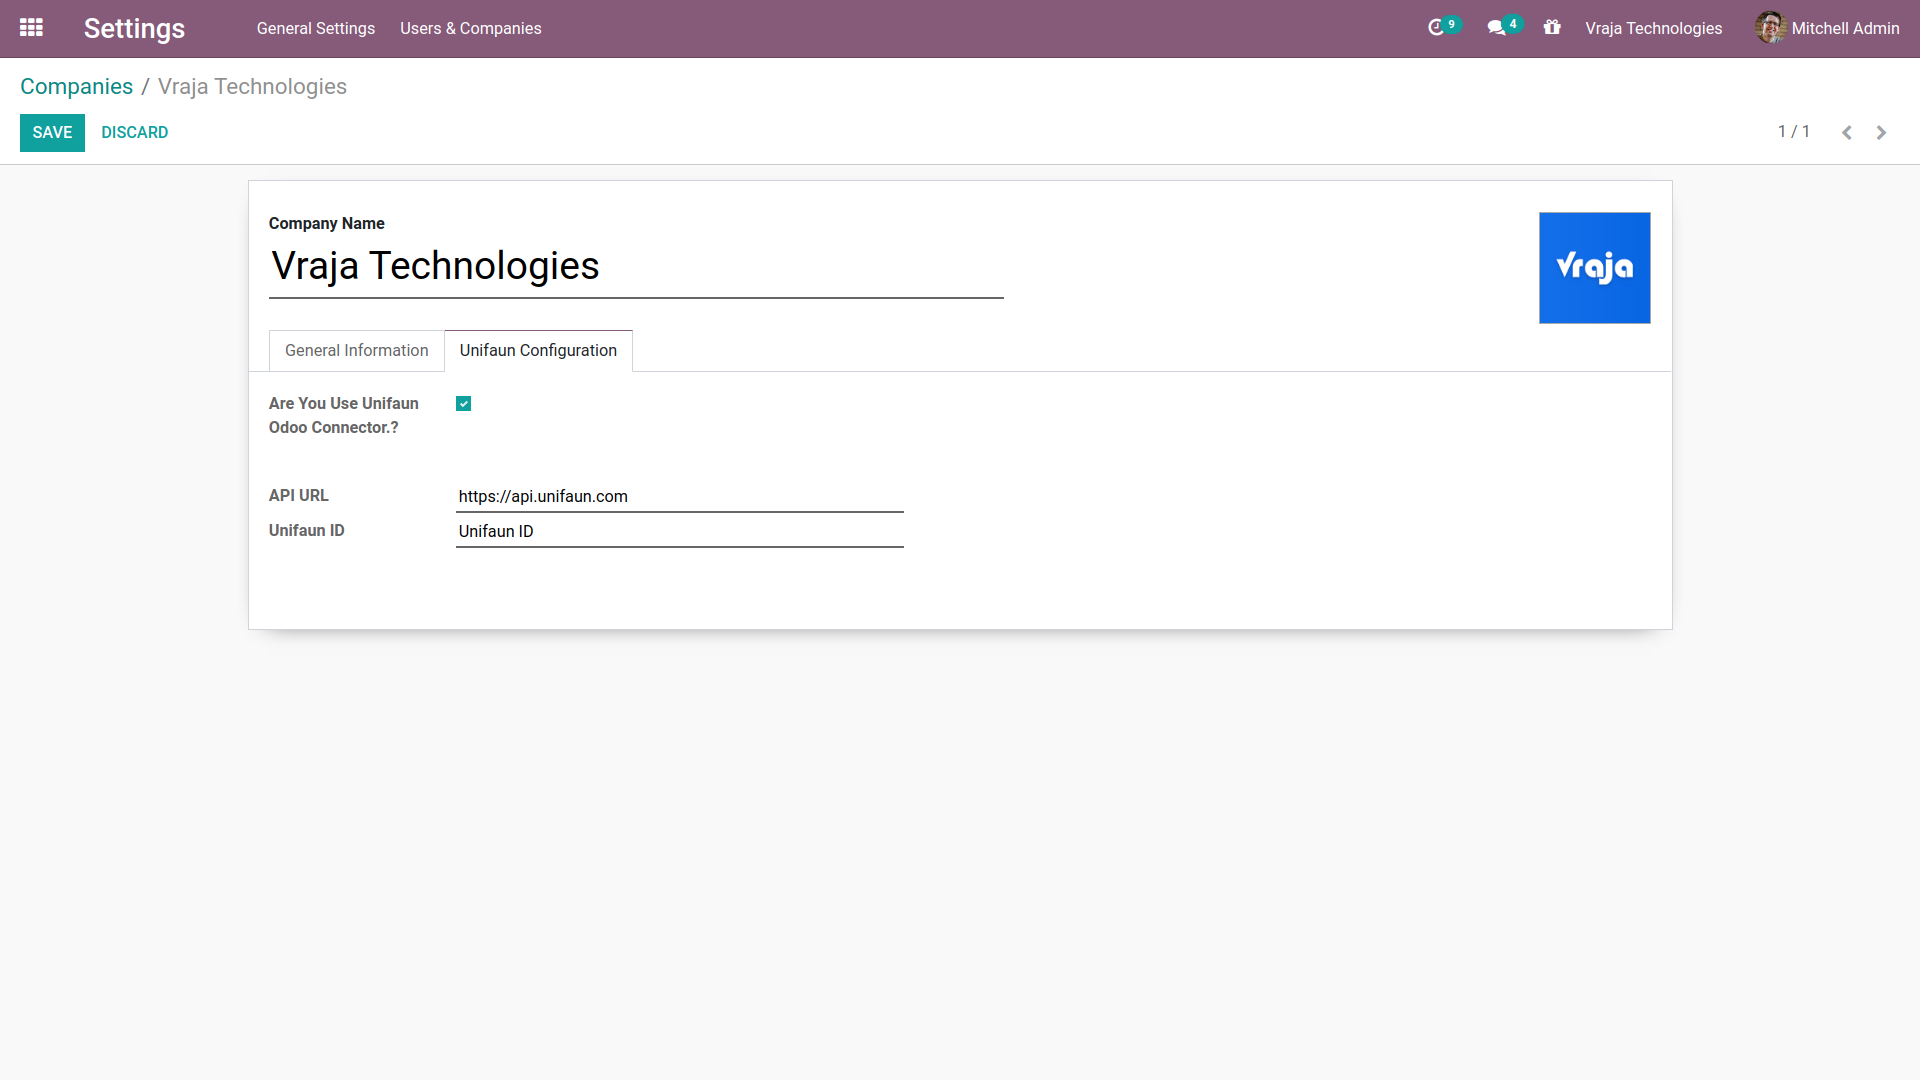 Settings
General Settings
Users & Companies
9
4
Vraja Technologies
Mitchell Admin
Companies / Vraja Technologies
SAVE
DISCARD
1 / 1
Company Name
Vraja Technologies
Vraja
General Information
Unifaun Configuration
Are You Use Unifaun
Odoo Connector.?
API URL
https://api.unifaun.com
Unifaun ID
Unifaun ID